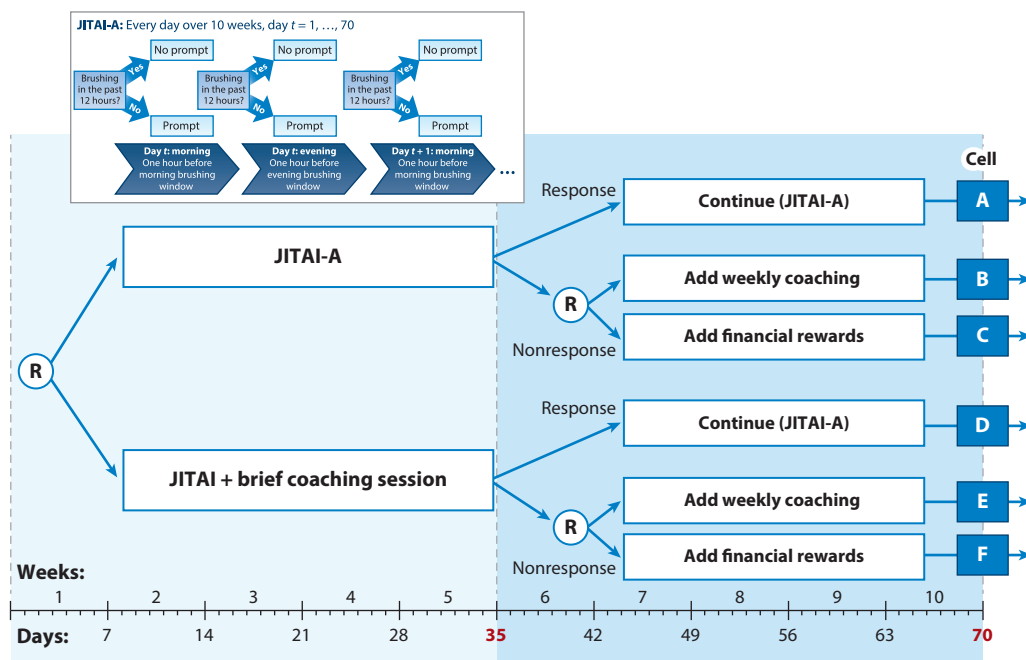 JITAI-A: Every day over 10 weeks, day t = 1, ..., 70
No prompt
No prompt
No prompt
Yes
Yes
Yes
Brushing
in the past
12 hours?
Brushing
in the past
12 hours?
Brushing
in the past
12 hours?
No
No
No
Prompt
Prompt
Prompt
Day t: morning
One hour before
morning brushing
window
Day t: evening
One hour before
evening brushing
window
Day t + 1: morning
One hour before
morning brushing
window
...
Cell
Response
Continue (JITAI-A)
A
JITAI-A
Add weekly coaching
B
R
Add financial rewards
C
Nonresponse
R
Response
Continue (JITAI-A)
D
JITAI + brief coaching session
Add weekly coaching
E
R
Add financial rewards
F
Nonresponse
Weeks:
1 2 3 4 5 6 7 8 9 10
Days: 7 14 21 28 35 42 49 56 63 70